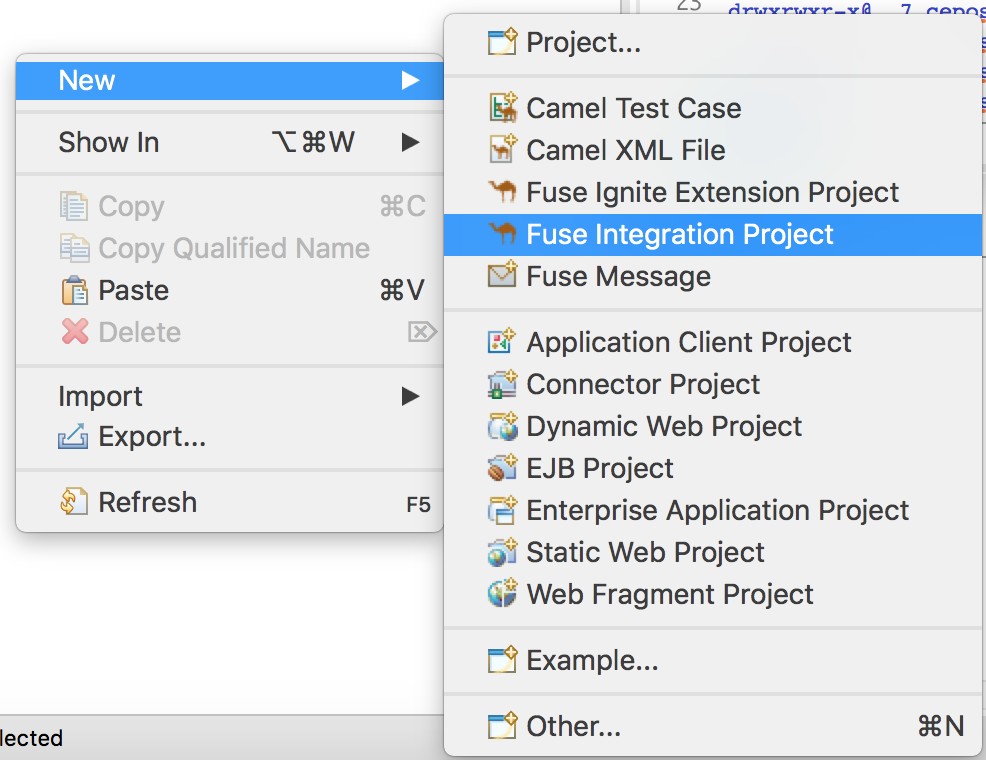 23 drwxrwxr-x@ 7 cepos
New
Show In ⌥⌘W
Copy ⌘C
Copy Qualified Name
Paste ⌘V
Delete ⌦
Import
Export...
Refresh F5
lected
Project...
Camel Test Case
Camel XML File
Fuse Ignite Extension Project
Fuse Integration Project
Fuse Message
Application Client Project
Connector Project
Dynamic Web Project
EJB Project
Enterprise Application Project
Static Web Project
Web Fragment Project
Example...
Other... ⌘N